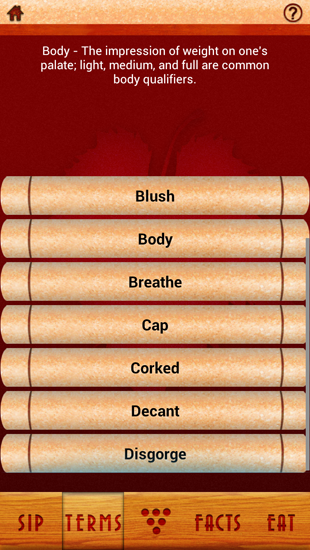 ?
Body - The impression of weight on one's
palate; light, medium, and full are common
body qualifiers.
Blush
Body
Breathe
Cap
Corked
Decant
Disgorge
SIP TERMS FACTS EAT